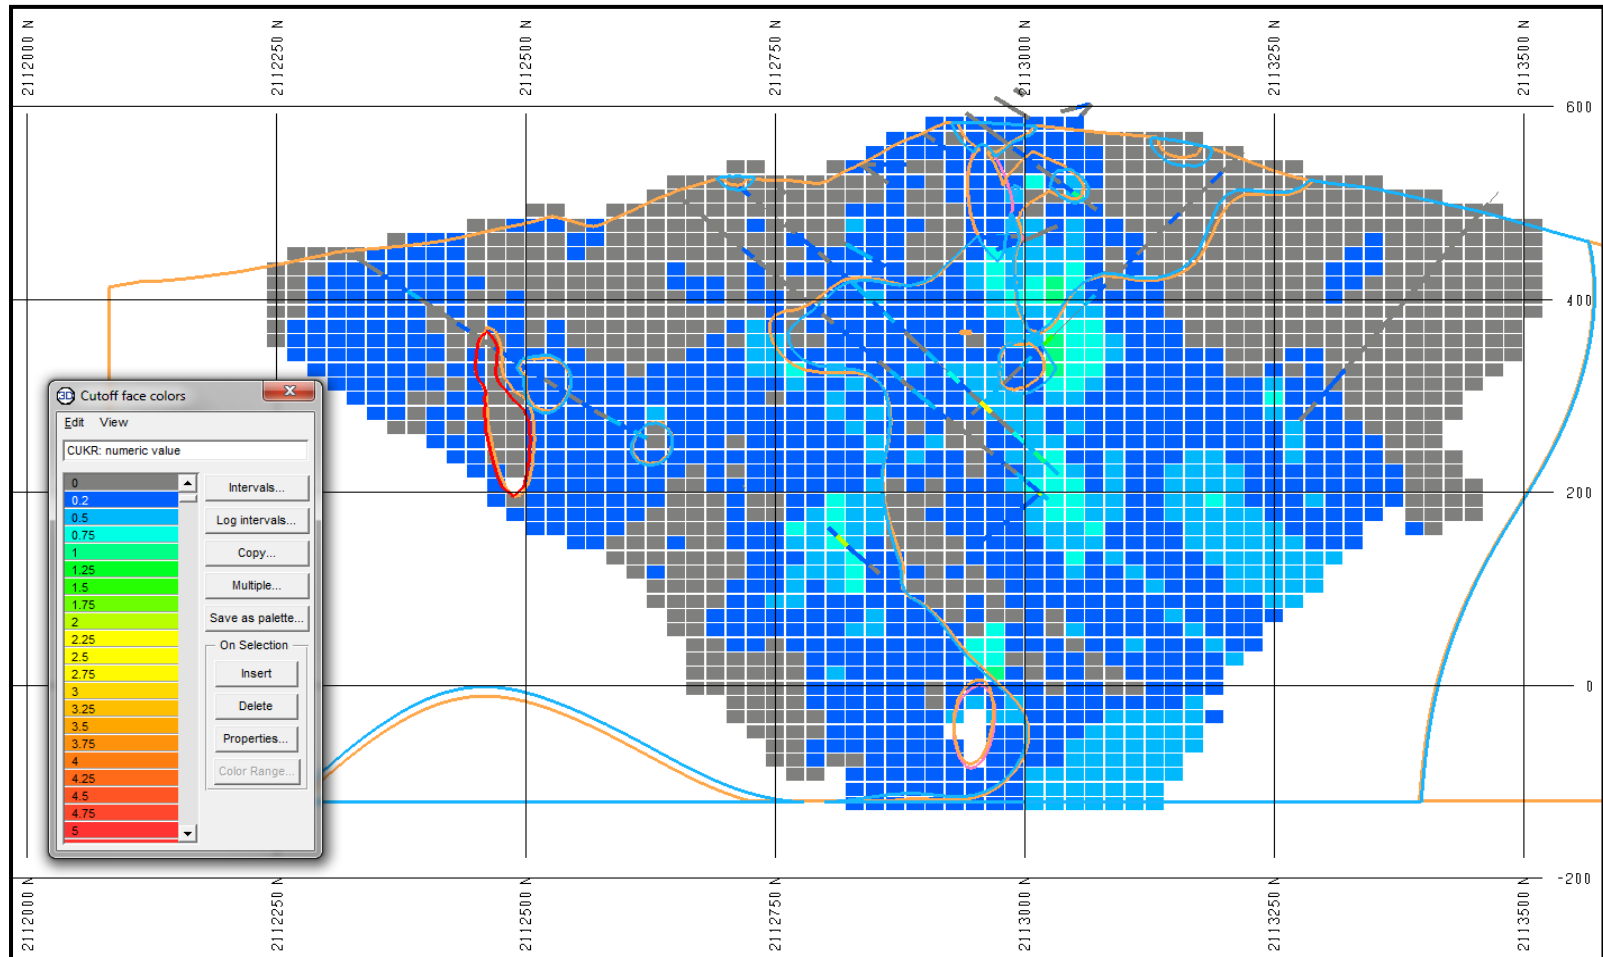 2112000 N
2112250 N
2112500 N
2112750 N
2113000 N
2113250 N
2113500 N
600
400
200
0
-200
3D Cutoff face colors
Edit View
CUKR: numeric value
0
0.2
0.5
0.75
1
1.25
1.5
1.75
2
2.25
2.5
2.75
3
3.25
3.5
3.75
4
4.25
4.5
4.75
5
Intervals...
Log intervals...
Copy...
Multiple...
Save as palette...
On Selection
Insert
Delete
Properties...
Color Range...
2112000 N
2112250 N
2112500 N
2112750 N
2113000 N
2113250 N
2113500 N